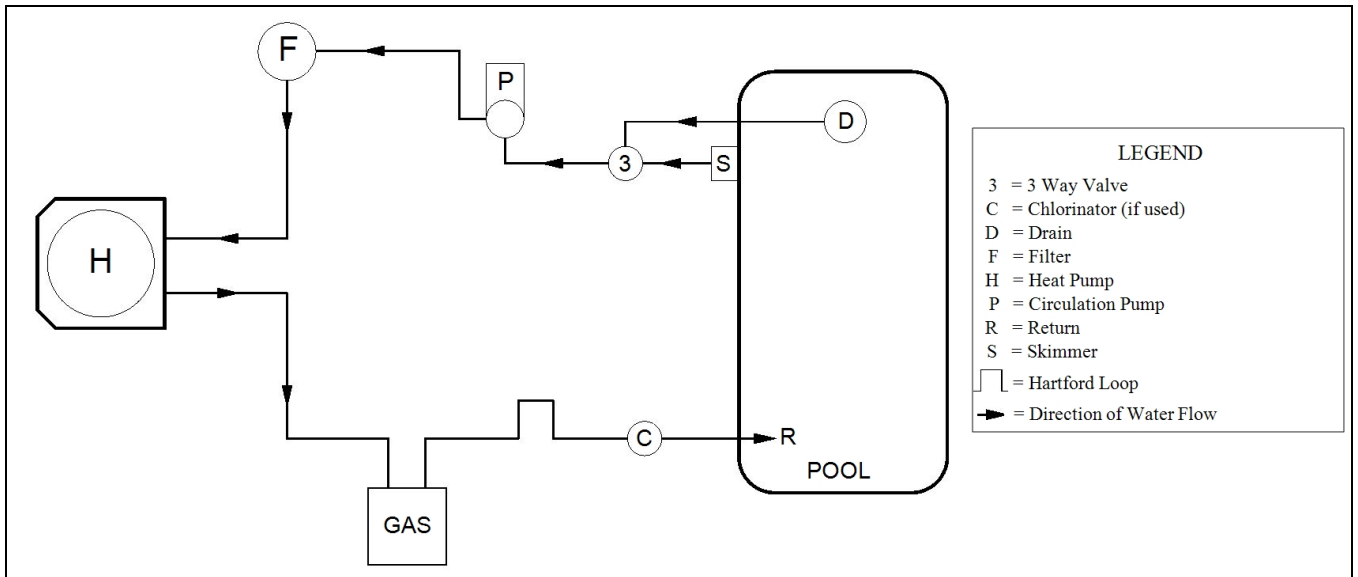 F
P
D
3
S
H
C
R
POOL
GAS
LEGEND
3 = 3 Way Valve
C = Chlorinator (if used)
D = Drain
F = Filter
H = Heat Pump
P = Circulation Pump
R = Return
S = Skimmer
= Hartford Loop
= Direction of Water Flow